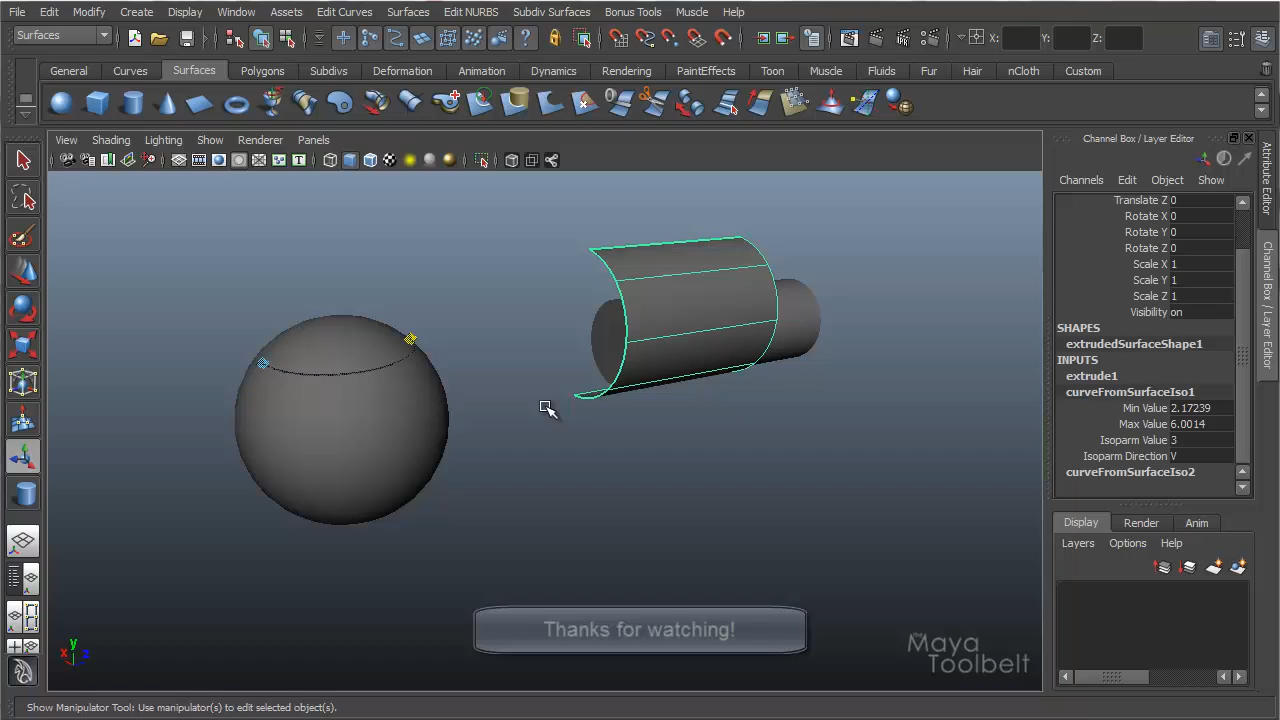 File Edit Modify Create Display Window Assets Edit Curves Surfaces Edit NURBS Subdiv Surfaces Bonus Tools Muscle Help
Surfaces X: Y: Z:
General Curves Surfaces Polygons Subdivs Deformation Animation Dynamics Rendering PaintEffects Toon Muscle Fluids Fur Hair nCloth Custom
View Shading Lighting Show Renderer Panels
Channel Box / Layer Editor
Channels Edit Object Show
Translate Z 0
Rotate X 0
Rotate Y 0
Rotate Z 0
Scale X 1
Scale Y 1
Scale Z 1
Visibility on
SHAPES
extrudedSurfaceShape1
INPUTS
extrude1
curveFromSurfaceIso1
Min Value 2.17239
Max Value 6.0014
Isoparm Value 3
Isoparm Direction V
curveFromSurfaceIso2
Attribute Editor
Channel Box / Layer Editor
Display Render Anim
Layers Options Help
Thanks for watching!
the Maya
Toolbelt
y
x z
Show Manipulator Tool: Use manipulator(s) to edit selected object(s).